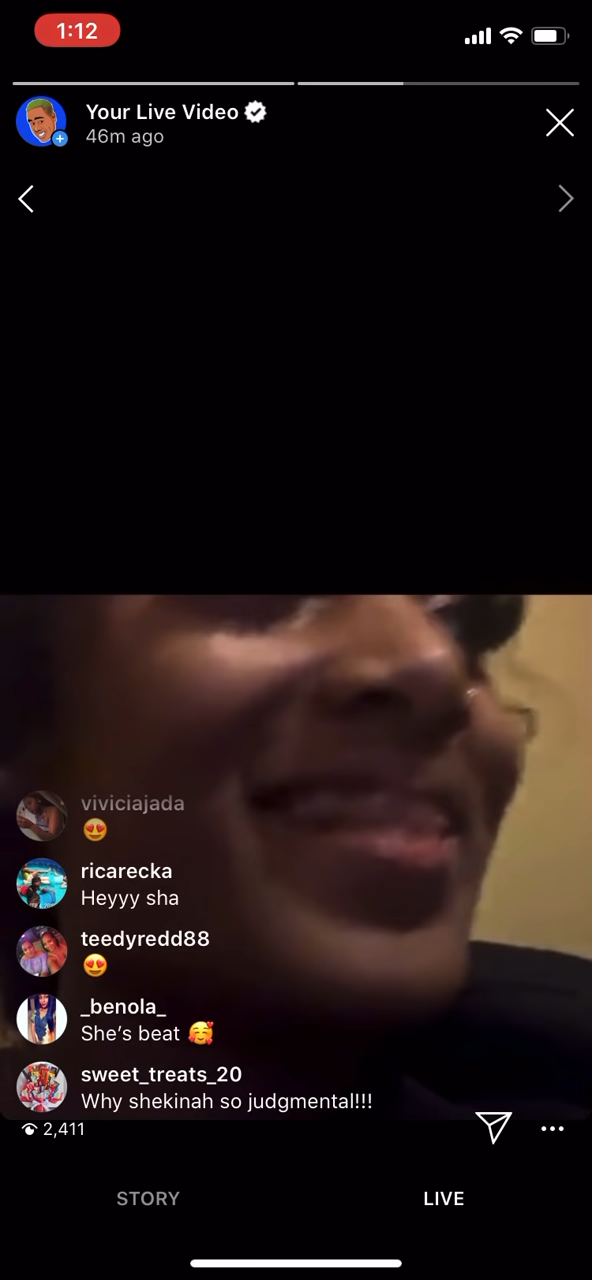 1:12
Your Live Video
46m ago
viviciajada
😍
ricarecka
Heyyy sha
teedyredd88
😍
_benola_
She’s beat 🥰
sweet_treats_20
Why shekinah so judgmental!!!
2,411
STORY
LIVE